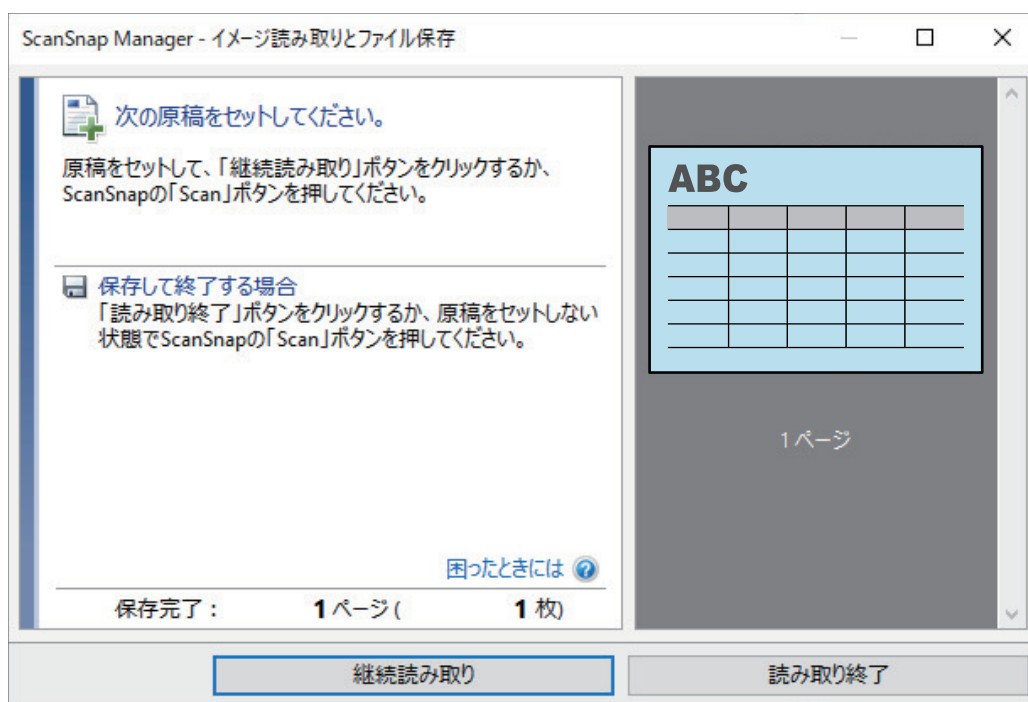 ScanSnap Manager - イメージ読み取りとファイル保存
次の原稿をセットしてください。
原稿をセットして、「継続読み取り」ボタンをクリックするか、
ScanSnapの「Scan」ボタンを押してください。
保存して終了する場合
「読み取り終了」ボタンをクリックするか、原稿をセットしない
状態でScanSnapの「Scan」ボタンを押してください。
困ったときには
保存完了： 1 ページ ( 1 枚)
ABC
1 ページ
継続読み取り
読み取り終了